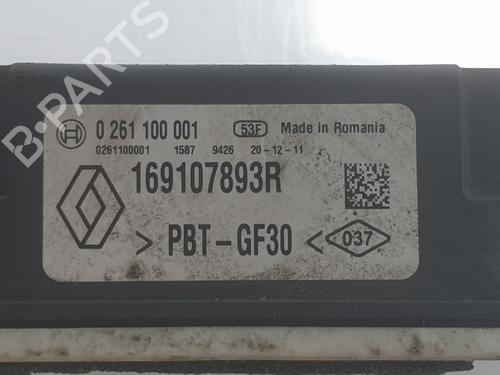 B-PARTS
BOSCH 0 261 100 001 53F Made in Romania
0261100001 1587 9426 20-12-11
169107893R
> PBT-GF30 < 037